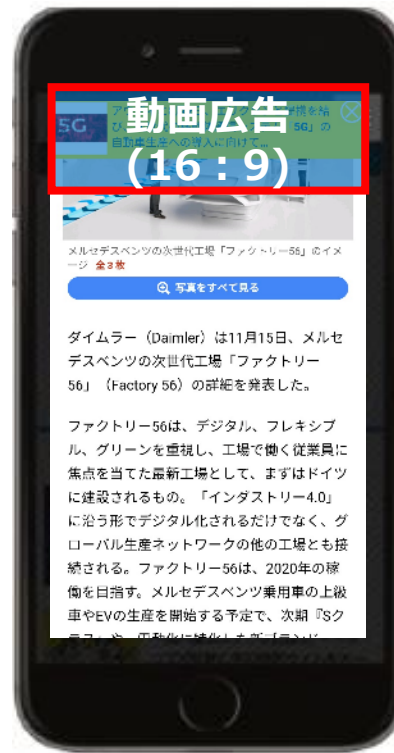 動画広告
(16:9)
5G
自動車生産への導入に向けて…
メルセデスベンツの次世代工場「ファクトリー56」のイメ
ージ 全3枚
写真をすべて見る
ダイムラー（Daimler）は11月15日、メルセ
デスベンツの次世代工場「ファクトリー
56」（Factory 56）の詳細を発表した。
ファクトリー56は、デジタル、フレキシブ
ル、グリーンを重視し、工場で働く従業員に
焦点を当てた最新工場として、まずはドイツ
に建設されるもの。「インダストリー4.0」
に沿う形でデジタル化されるだけでなく、グ
ローバル生産ネットワークの他の工場とも接
続される。ファクトリー56は、2020年の稼
働を目指す。メルセデスベンツ乗用車の上級
車やEVの生産を開始する予定で、次期『Sク